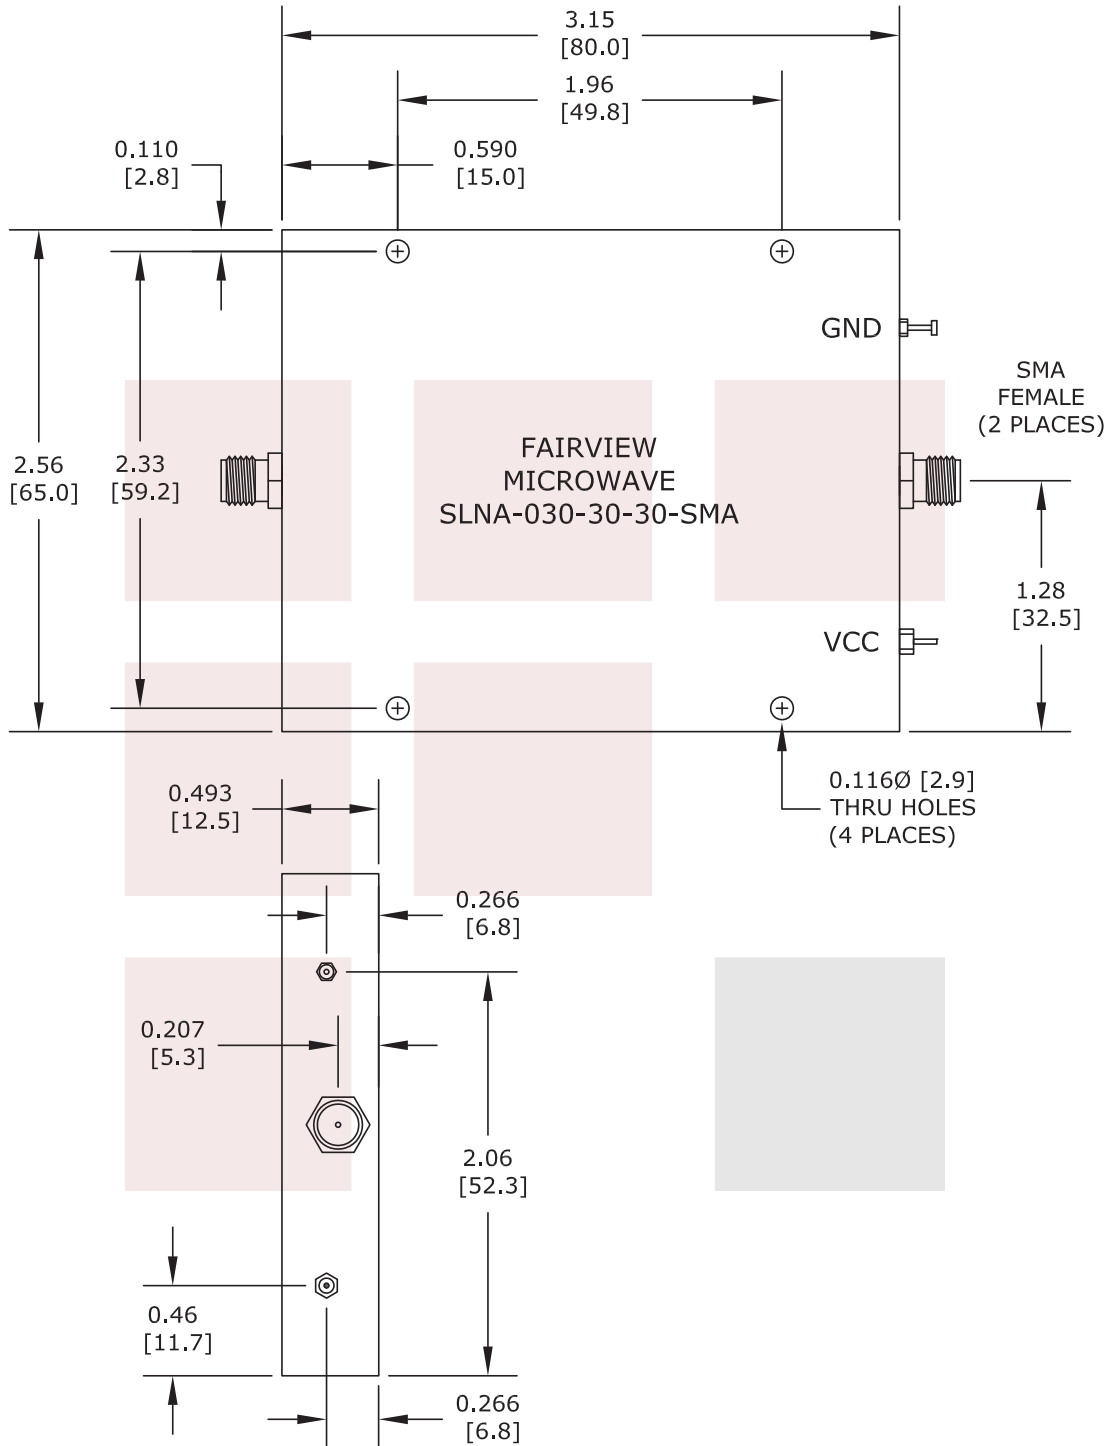 3.15
[80.0]
1.96
[49.8]
0.110
[2.8]
0.590
[15.0]
GND
SMA
FEMALE
(2 PLACES)
FAIRVIEW
MICROWAVE
SLNA-030-30-30-SMA
2.56
[65.0]
2.33
[59.2]
1.28
[32.5]
VCC
0.116Ø [2.9]
THRU HOLES
(4 PLACES)
0.493
[12.5]
0.266
[6.8]
0.207
[5.3]
2.06
[52.3]
0.46
[11.7]
0.266
[6.8]